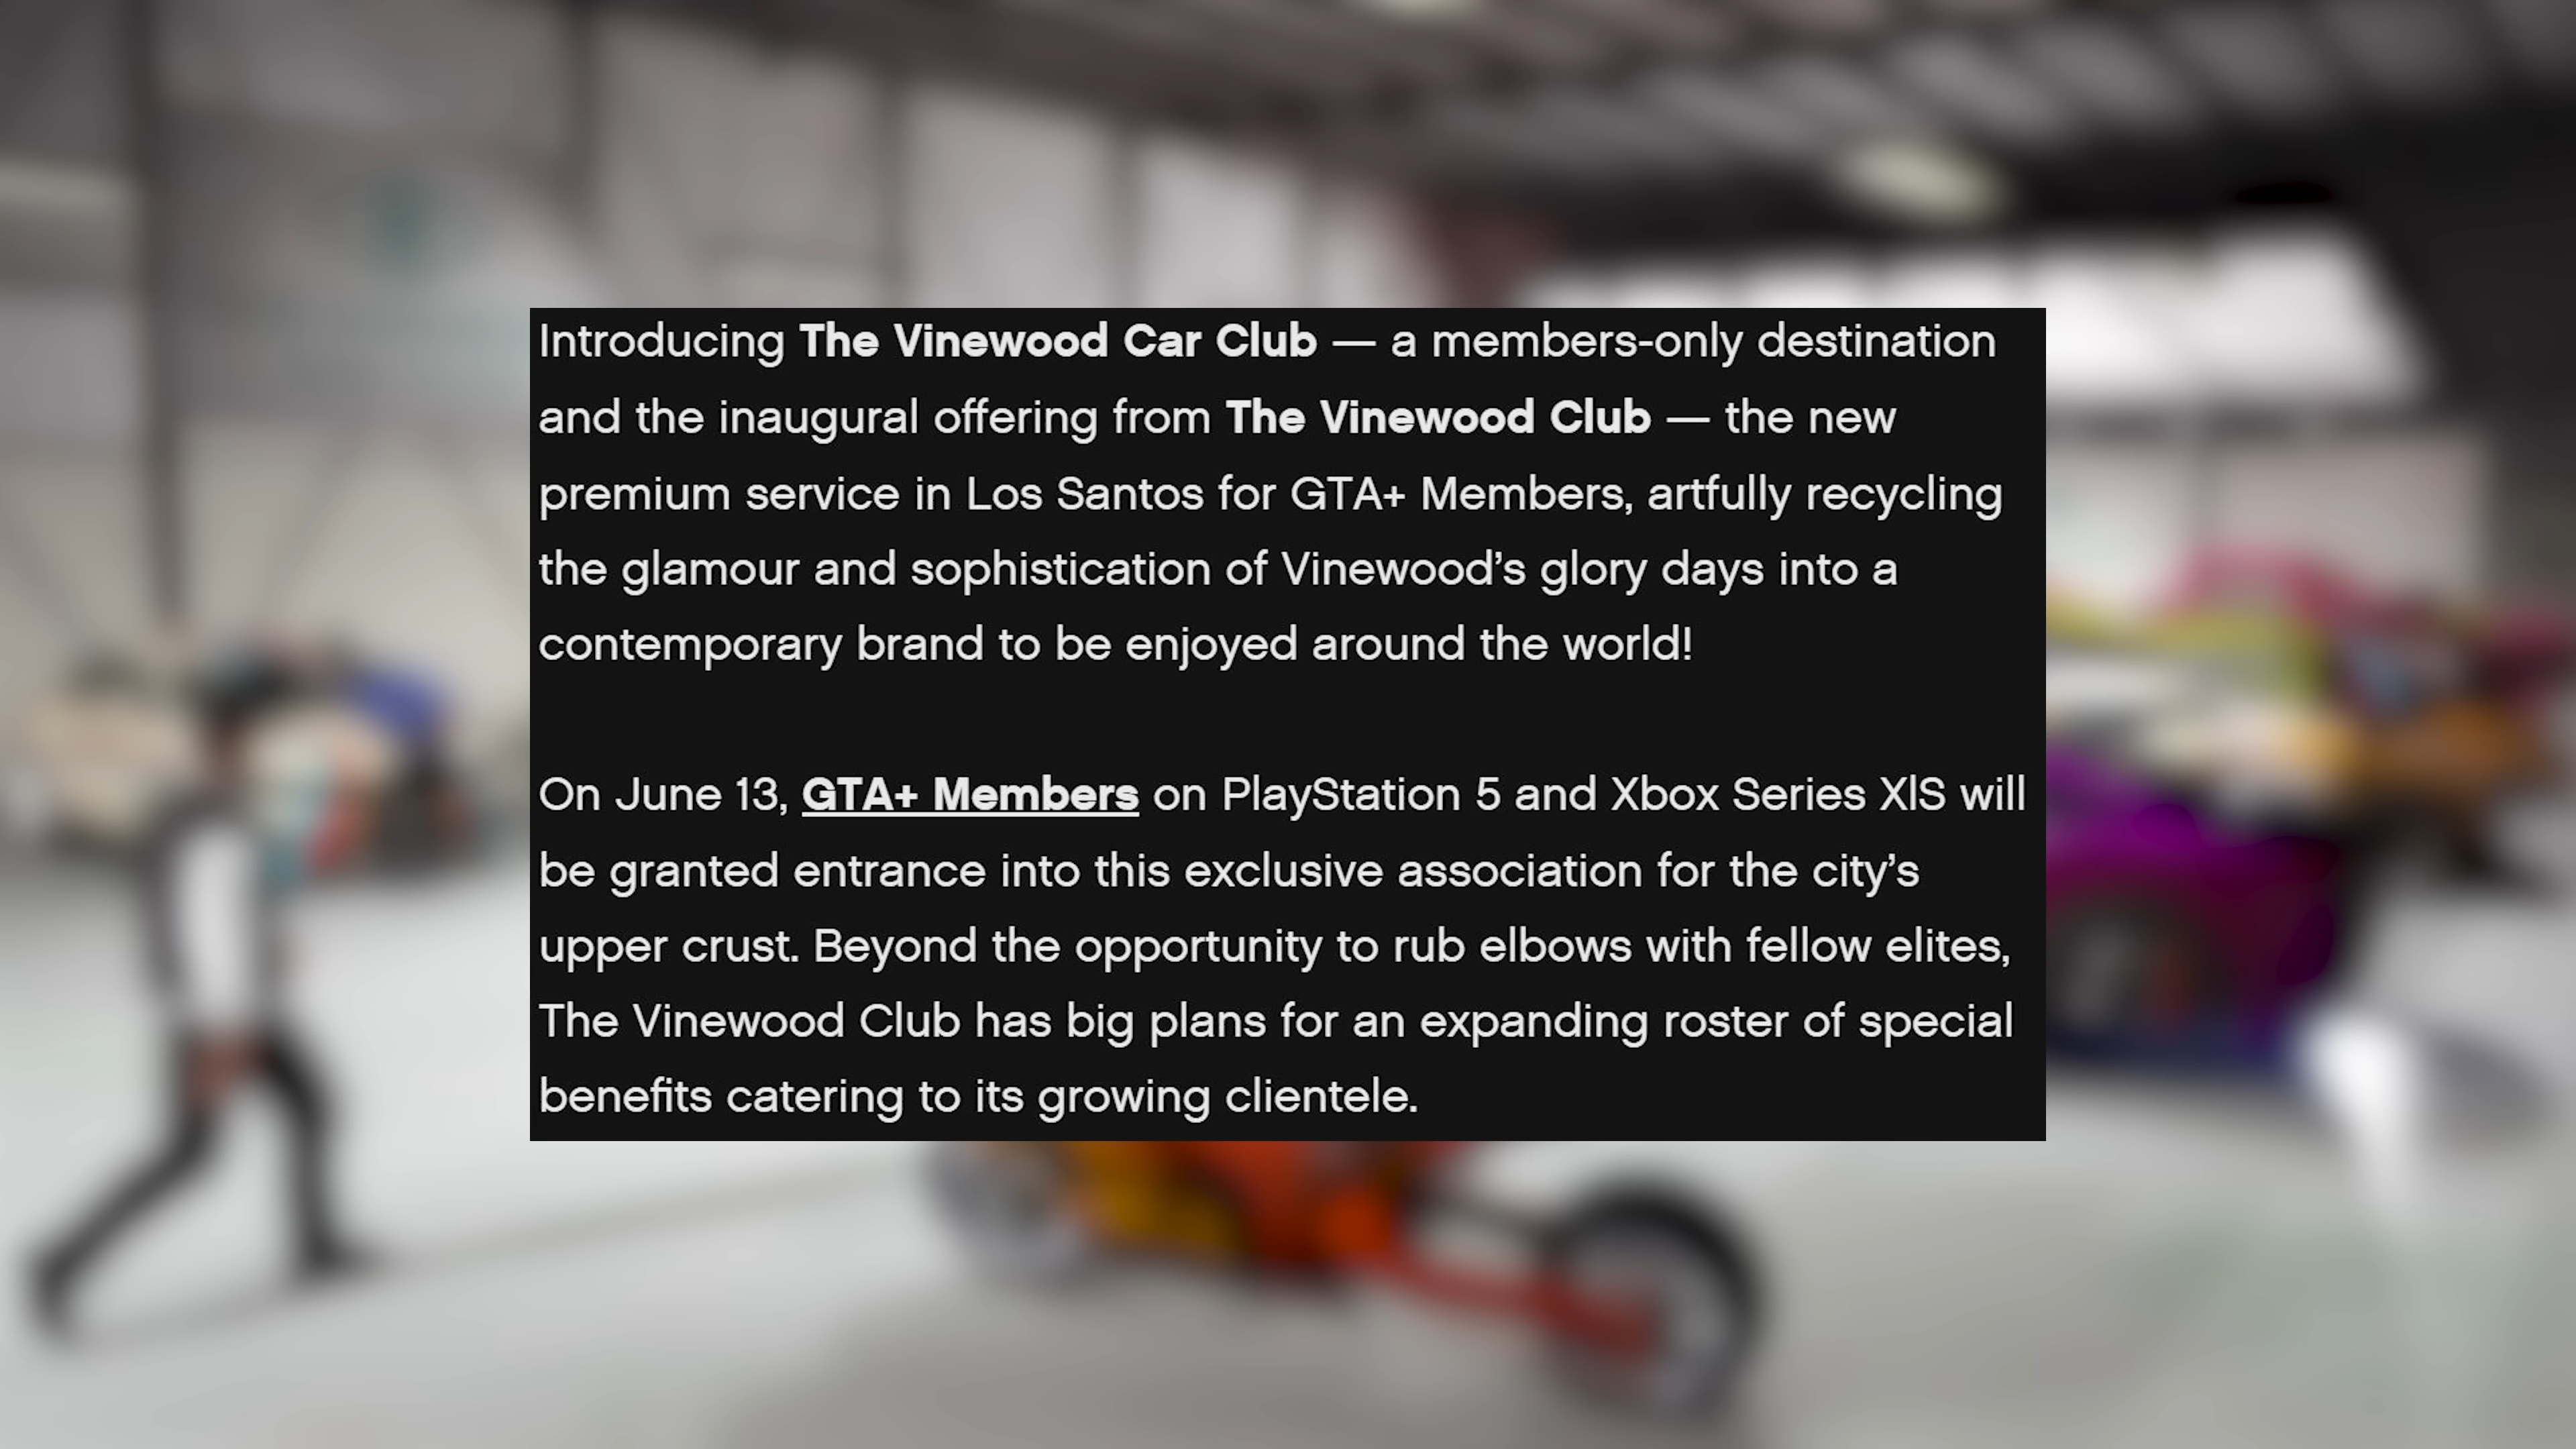 Introducing The Vinewood Car Club — a members-only destination
and the inaugural offering from The Vinewood Club — the new
premium service in Los Santos for GTA+ Members, artfully recycling
the glamour and sophistication of Vinewood’s glory days into a
contemporary brand to be enjoyed around the world!
On June 13, GTA+ Members on PlayStation 5 and Xbox Series X|S will
be granted entrance into this exclusive association for the city’s
upper crust. Beyond the opportunity to rub elbows with fellow elites,
The Vinewood Club has big plans for an expanding roster of special
benefits catering to its growing clientele.